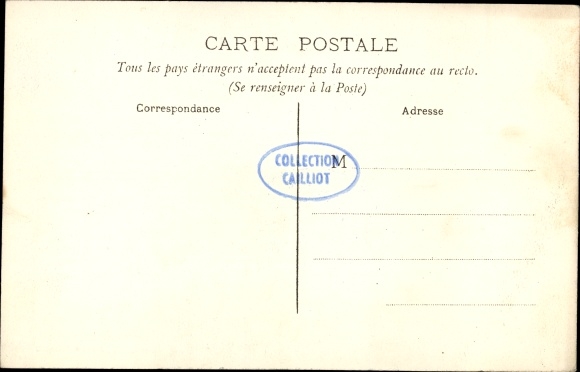 CARTE POSTALE
Tous les pays étrangers n'acceptent pas la correspondance au recto.
(Se renseigner à la Poste)
Correspondance
Adresse
M
COLLECTION
CAILLIOT